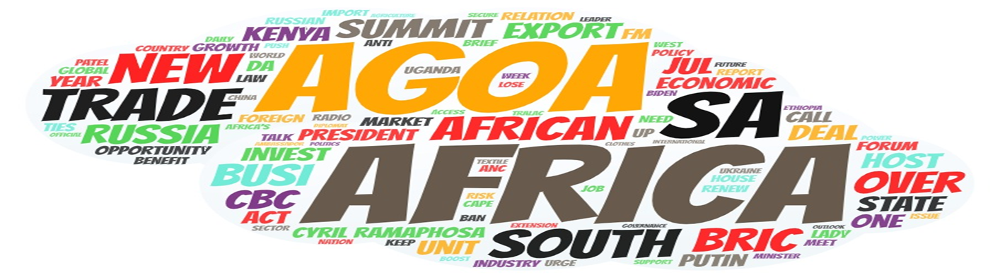 IMPORT AGRICULTURE SECURE RELATION LEADER
RUSSIAN KENYA SUMMIT EXPORT FM
DAILY ANTI BRIEF WEST
COUNTRY GROWTH PUSH POLICY
PATEL NEW WORLD AGOA JUL FUTURE
GLOBAL DA UGANDA WEEK REPORT
YEAR LAW LOSE ECONOMIC
TRADE CHINA BIDEN SA ETHIOPIA
FOREIGN RADIO MARKET ACCESS TRALAC NEED CALL
TIES AFRICA'S DIPLOMAT
OFFICIAL RUSSIA TALK PRESIDENT AFRICAN UP DEAL POWER
AMBASSADOR POLITICS CLOTHES INTERNATIONAL
OPPORTUNITY INVEST AFRICA FORUM
BENEFIT TEXTILE HOST
BUSI ANC UKRAINE
HOUSE OVER
CBC RISK JOB RENEW
CAPE STATE
ACT BAN ONE ISSUE
SECTOR CYRIL RAMAPHOSA EXTENSION GOVERNANCE OUTLOOK
NATION KEEP UNIT SOUTH BRIC LADY
MEET
BOOST PUTIN MINISTER
INDUSTRY URGE SUPPORT